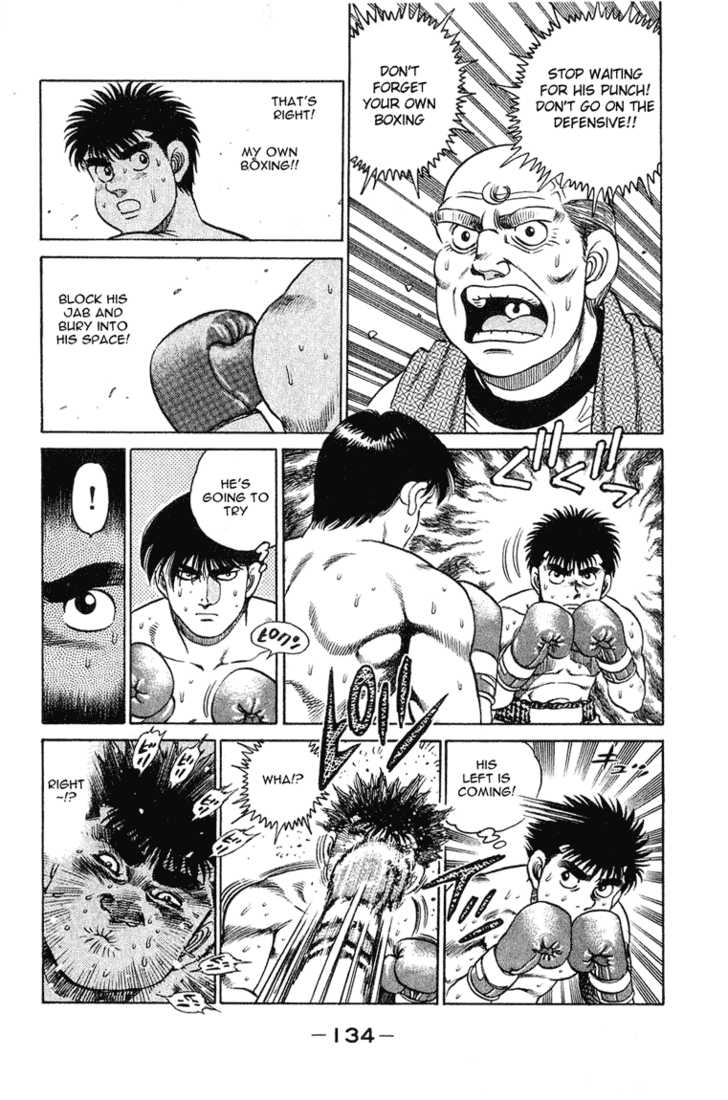 STOP WAITING
FOR HIS PUNCH!
DON'T GO ON THE
DEFENSIVE!!
DON'T
FORGET
YOUR OWN
BOXING
THAT'S
RIGHT!
MY OWN
BOXING!!
BLOCK HIS
JAB AND
BURY INTO
HIS SPACE!
HE'S
GOING TO
TRY
!
HIS
LEFT IS
COMING!
WHA!?
RIGHT
~!?
—134—